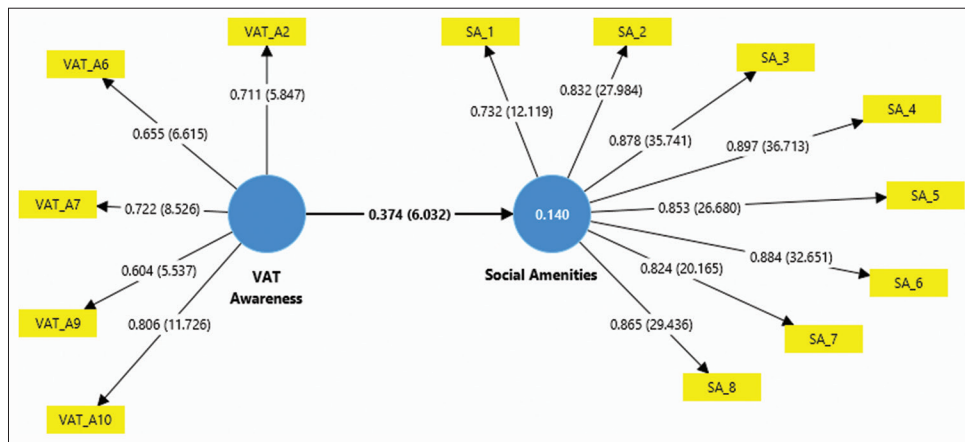 VAT_A2
SA_1
SA_2
VAT_A6
SA_3
0.711 (5.847)
0.832 (27.984)
SA_4
0.732 (12.119)
0.655 (6.615)
0.878 (35.741)
0.897 (36.713)
VAT_A7
0.722 (8.526)
0.374 (6.032)
0.140
0.853 (26.680)
SA_5
0.604 (5.537)
VAT
Awareness
Social Amenities
0.824 (20.165)
0.884 (32.651)
SA_6
VAT_A9
0.806 (11.726)
0.865 (29.436)
SA_7
SA_8
VAT_A10